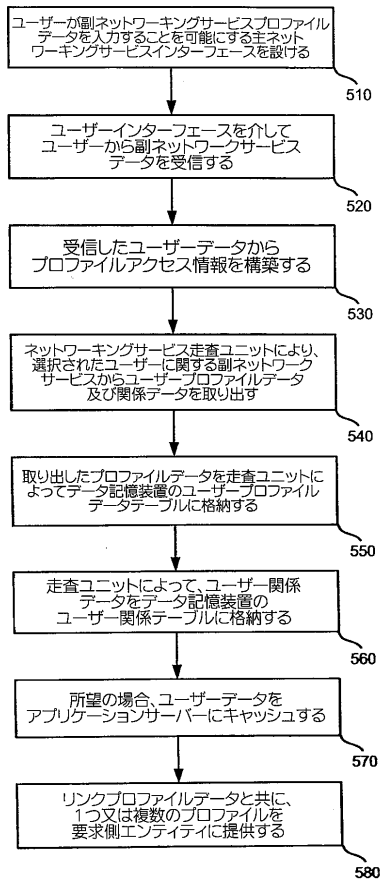 ユーザーが副ネットワーキングサービスプロファイル
データを入力することを可能にする主ネット
ワーキングサービスインターフェースを設ける
510
ユーザーインターフェースを介して
ユーザーから副ネットワークサービス
データを受信する
520
受信したユーザーデータから
プロファイルアクセス情報を構築する
530
ネットワーキングサービス走査ユニットにより、
選択されたユーザーに関する副ネットワーク
サービスからユーザープロファイルデータ
及び関係データを取り出す
540
取り出したプロファイルデータを走査ユニットに
よってデータ記憶装置のユーザープロファイル
データテーブルに格納する
550
走査ユニットによって、ユーザー関係
データをデータ記憶装置の
ユーザー関係テーブルに格納する
560
所望の場合、ユーザーデータを
アプリケーションサーバーにキャッシュする
570
リンクプロファイルデータと共に、
1つ又は複数のプロファイルを
要求側エンティティに提供する
580